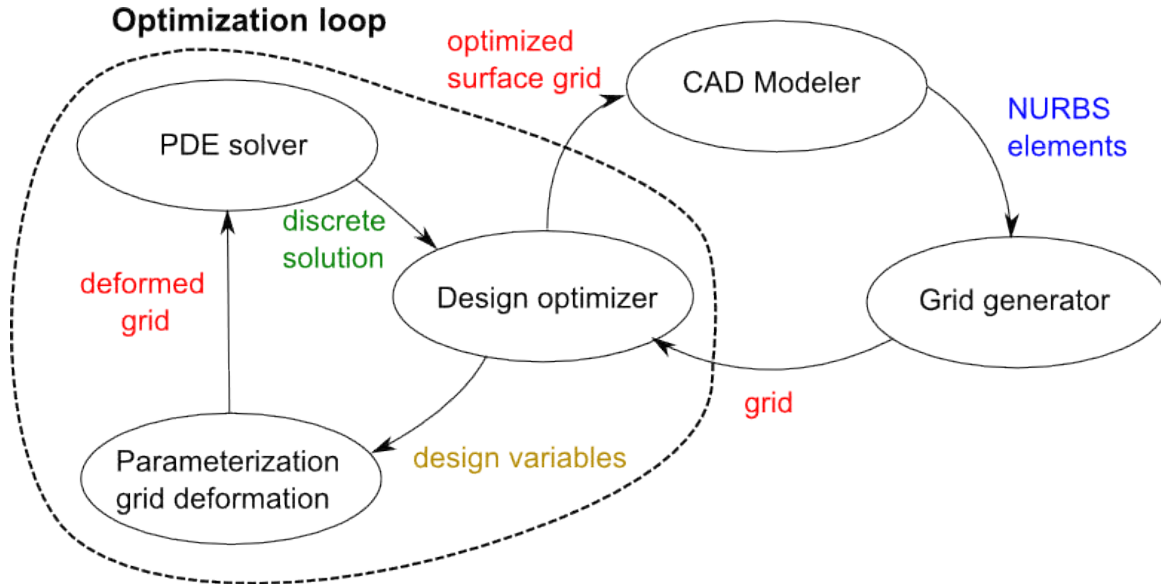 Optimization loop
optimized
surface grid
CAD Modeler
NURBS
elements
PDE solver
discrete
solution
deformed
grid
Design optimizer
Grid generator
grid
design variables
Parameterization
grid deformation